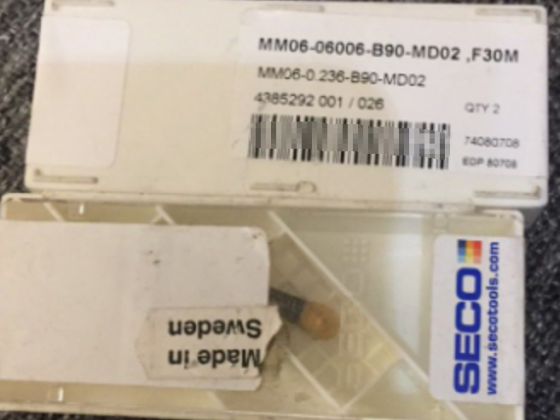 MM06-06006-B90-MD02 ,F30M
MM06-0.236-B90-MD02
4385292 001 / 026
QTY 2
74080708
EDP 80708
SECO
www.secotools.com
Made in
Sweden
SECO